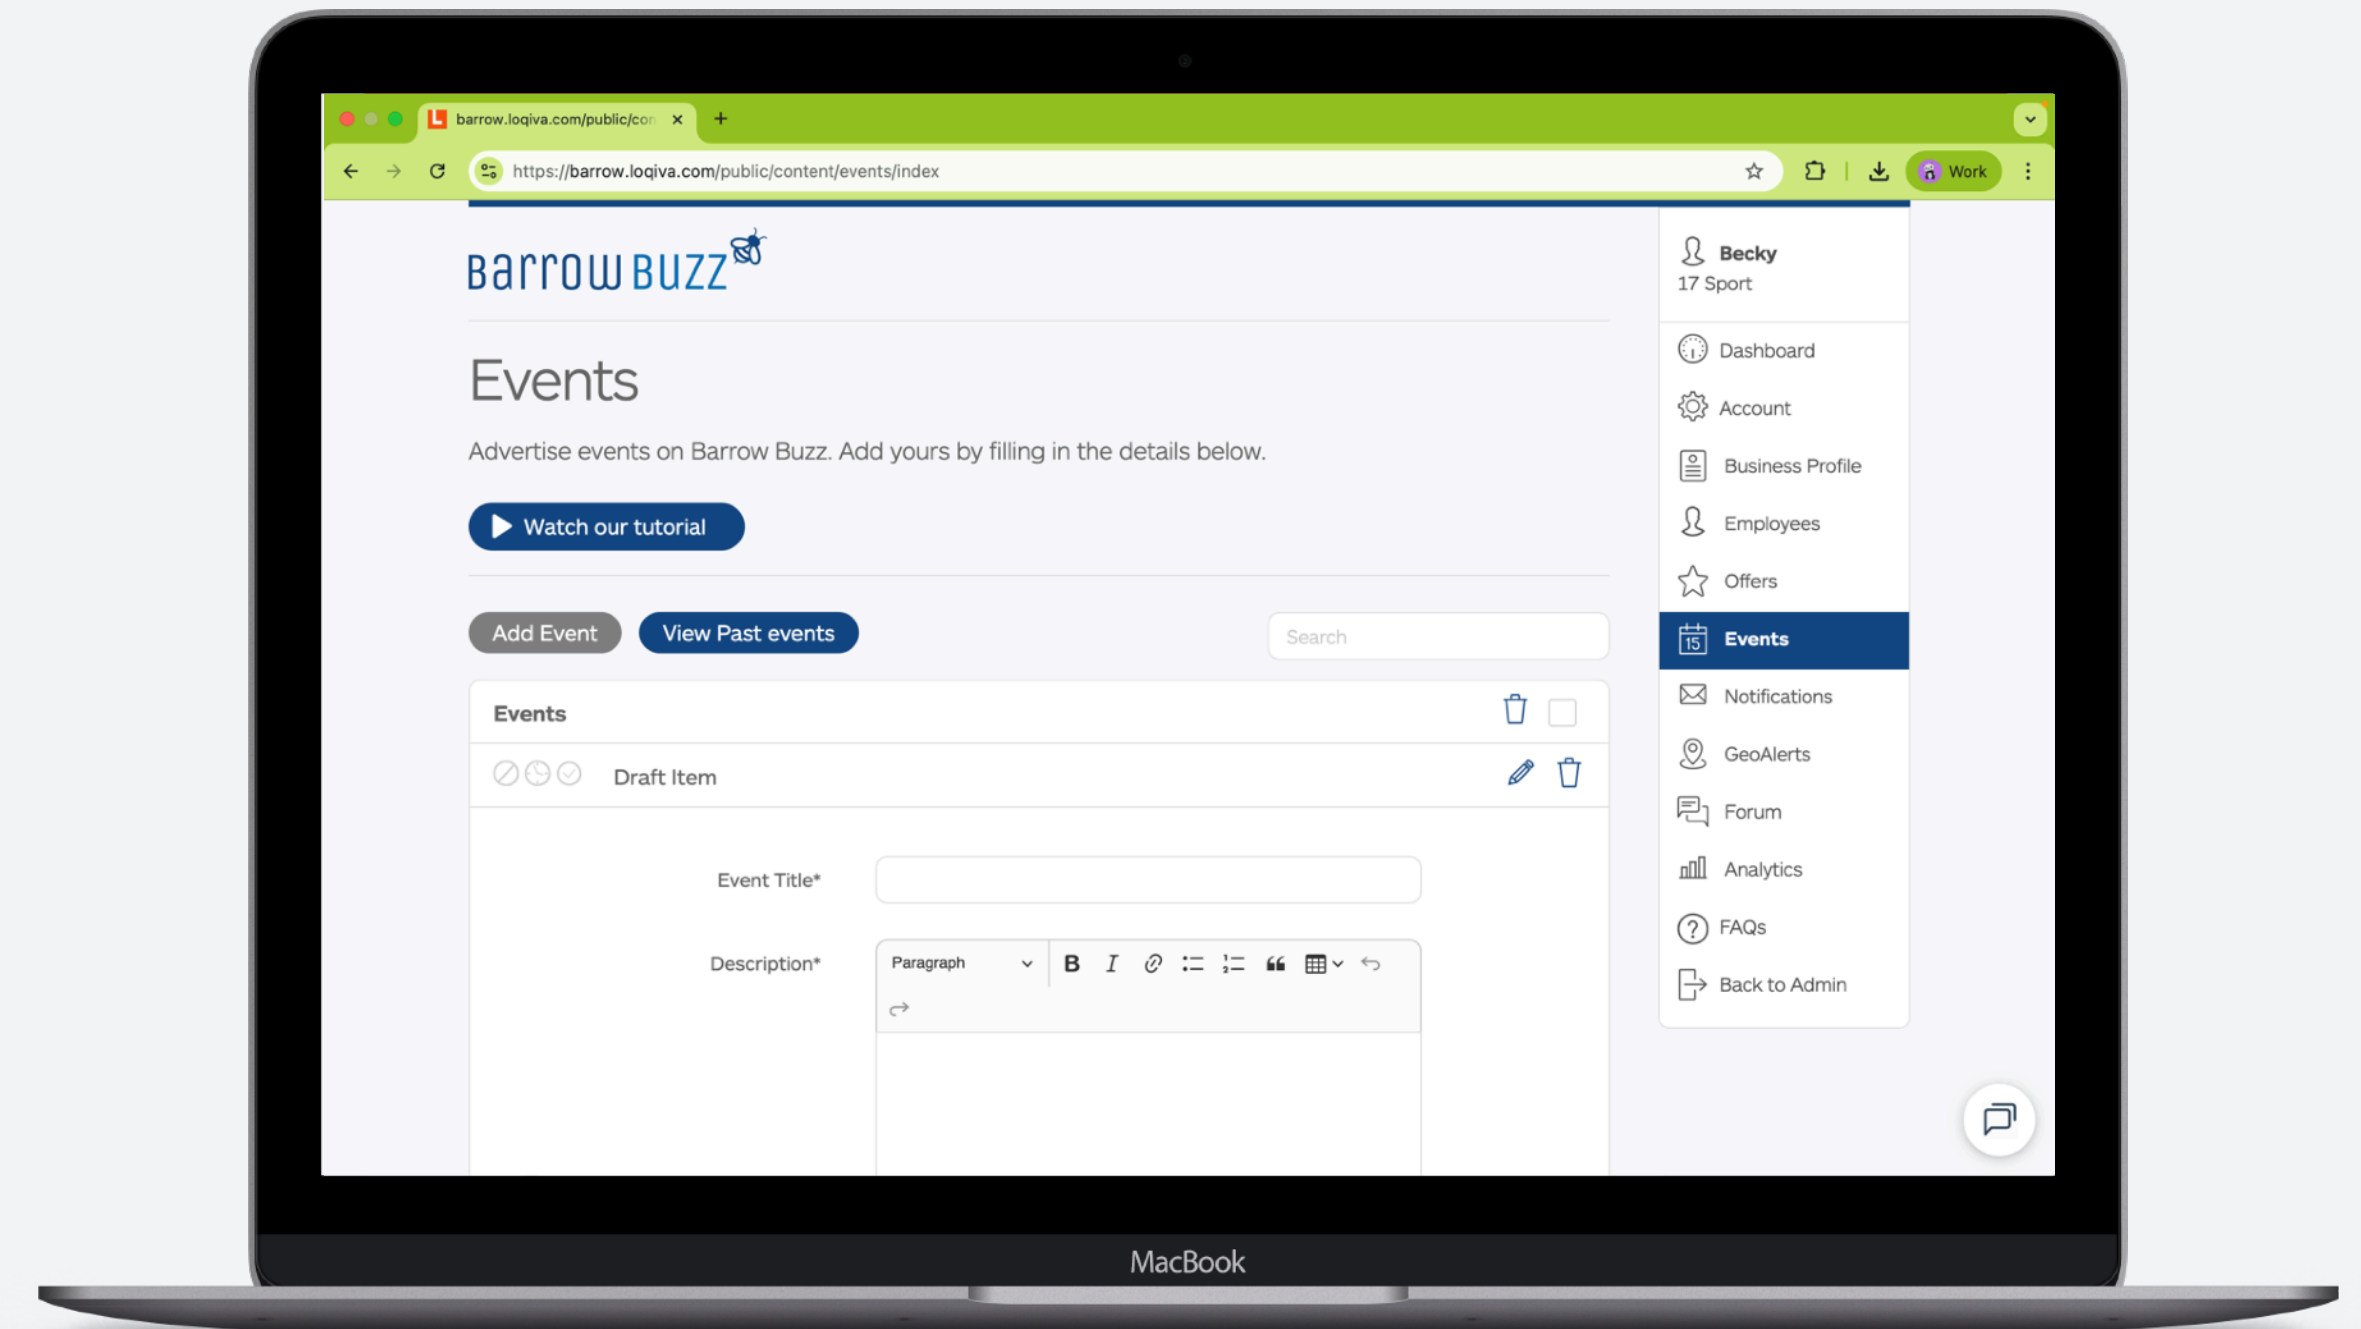 barrow.loqiva.com/public/con
https://barrow.loqiva.com/public/content/events/index
Work
Barrow Buzz
Becky
17 Sport
Events
Advertise events on Barrow Buzz. Add yours by filling in the details below.
Watch our tutorial
Add Event
View Past events
Search
Events
Draft Item
Event Title*
Description*
Paragraph
B I
Dashboard
Account
Business Profile
Employees
Offers
15 Events
Notifications
GeoAlerts
Forum
Analytics
? FAQs
Back to Admin
MacBook